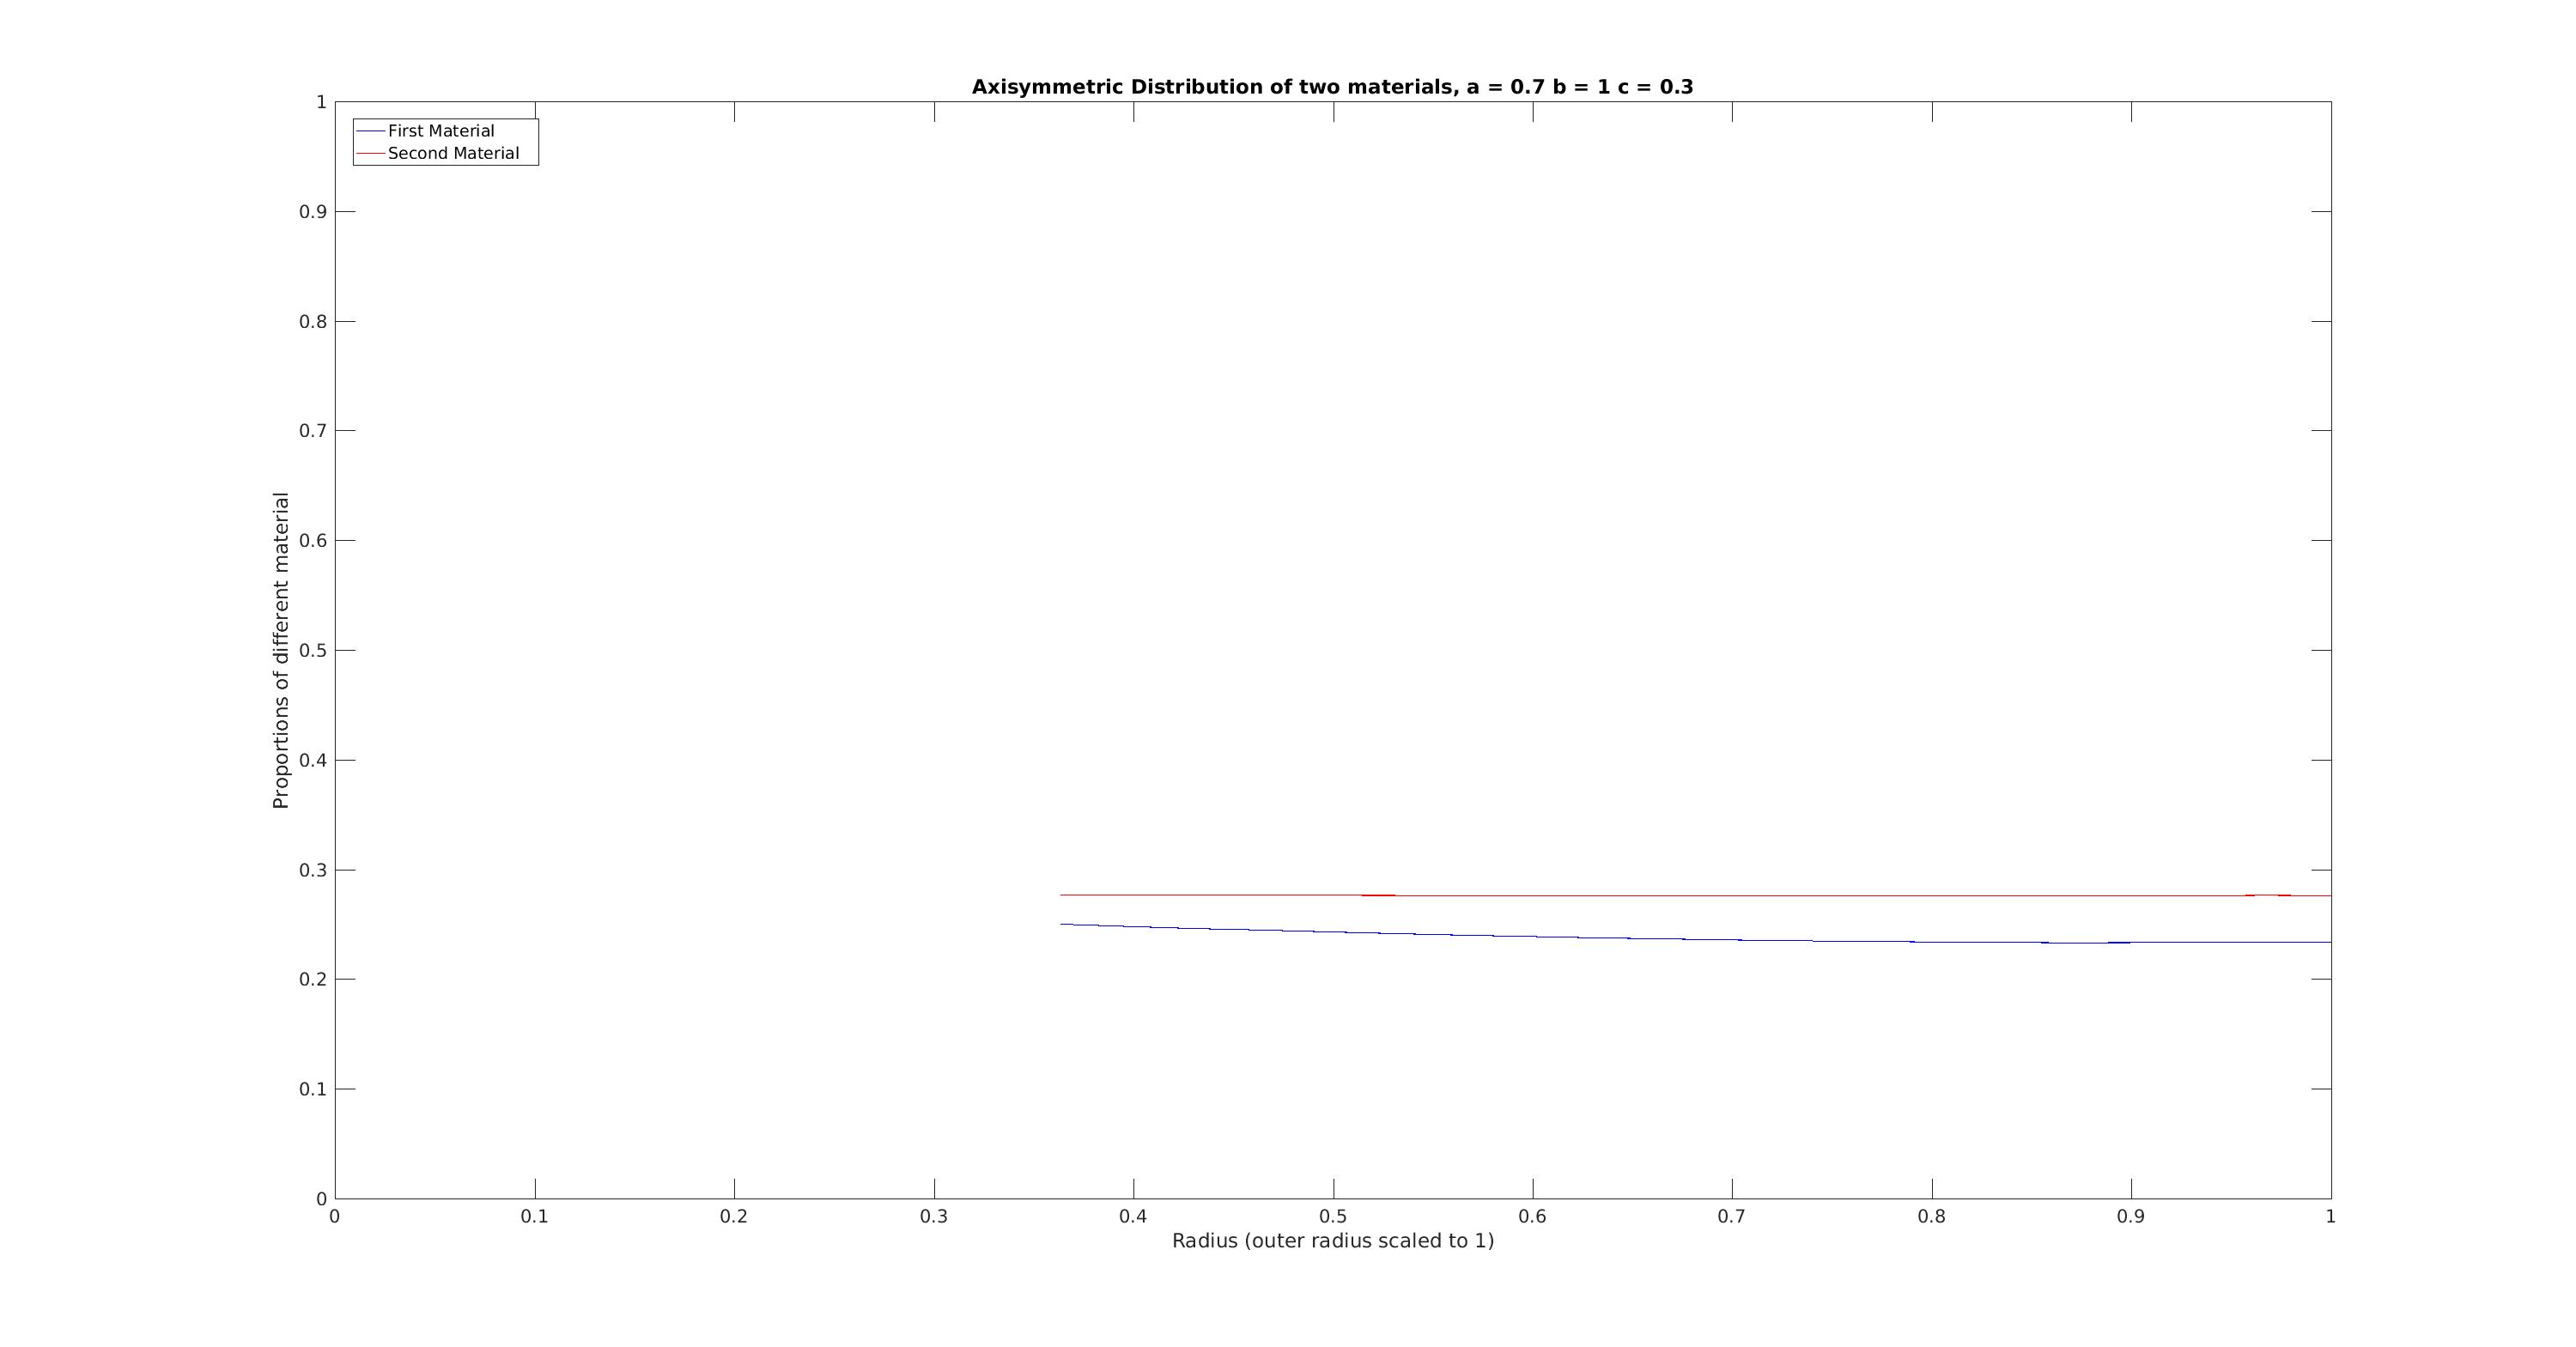 Axisymmetric Distribution of two materials, a = 0.7 b = 1 c = 0.3
First Material
Second Material
1
0.9
0.8
0.7
0.6
0.5
0.4
0.3
0.2
0.1
0
Proportions of different material
0 0.1 0.2 0.3 0.4 0.5 0.6 0.7 0.8 0.9 1
Radius (outer radius scaled to 1)